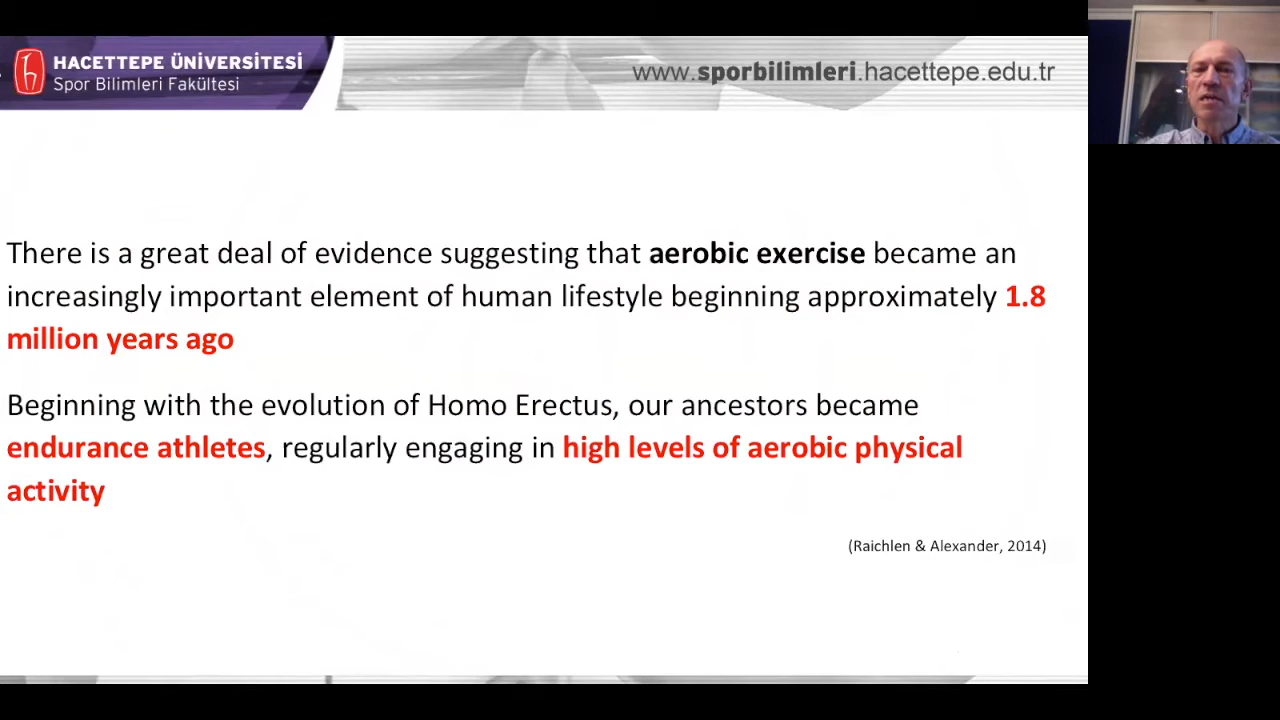 HACETTEPE ÜNİVERSİTESİ
Spor Bilimleri Fakültesi
www.sporbilimleri.hacettepe.edu.tr
There is a great deal of evidence suggesting that aerobic exercise became an
increasingly important element of human lifestyle beginning approximately 1.8
million years ago
Beginning with the evolution of Homo Erectus, our ancestors became
endurance athletes, regularly engaging in high levels of aerobic physical
activity
(Raichlen & Alexander, 2014)